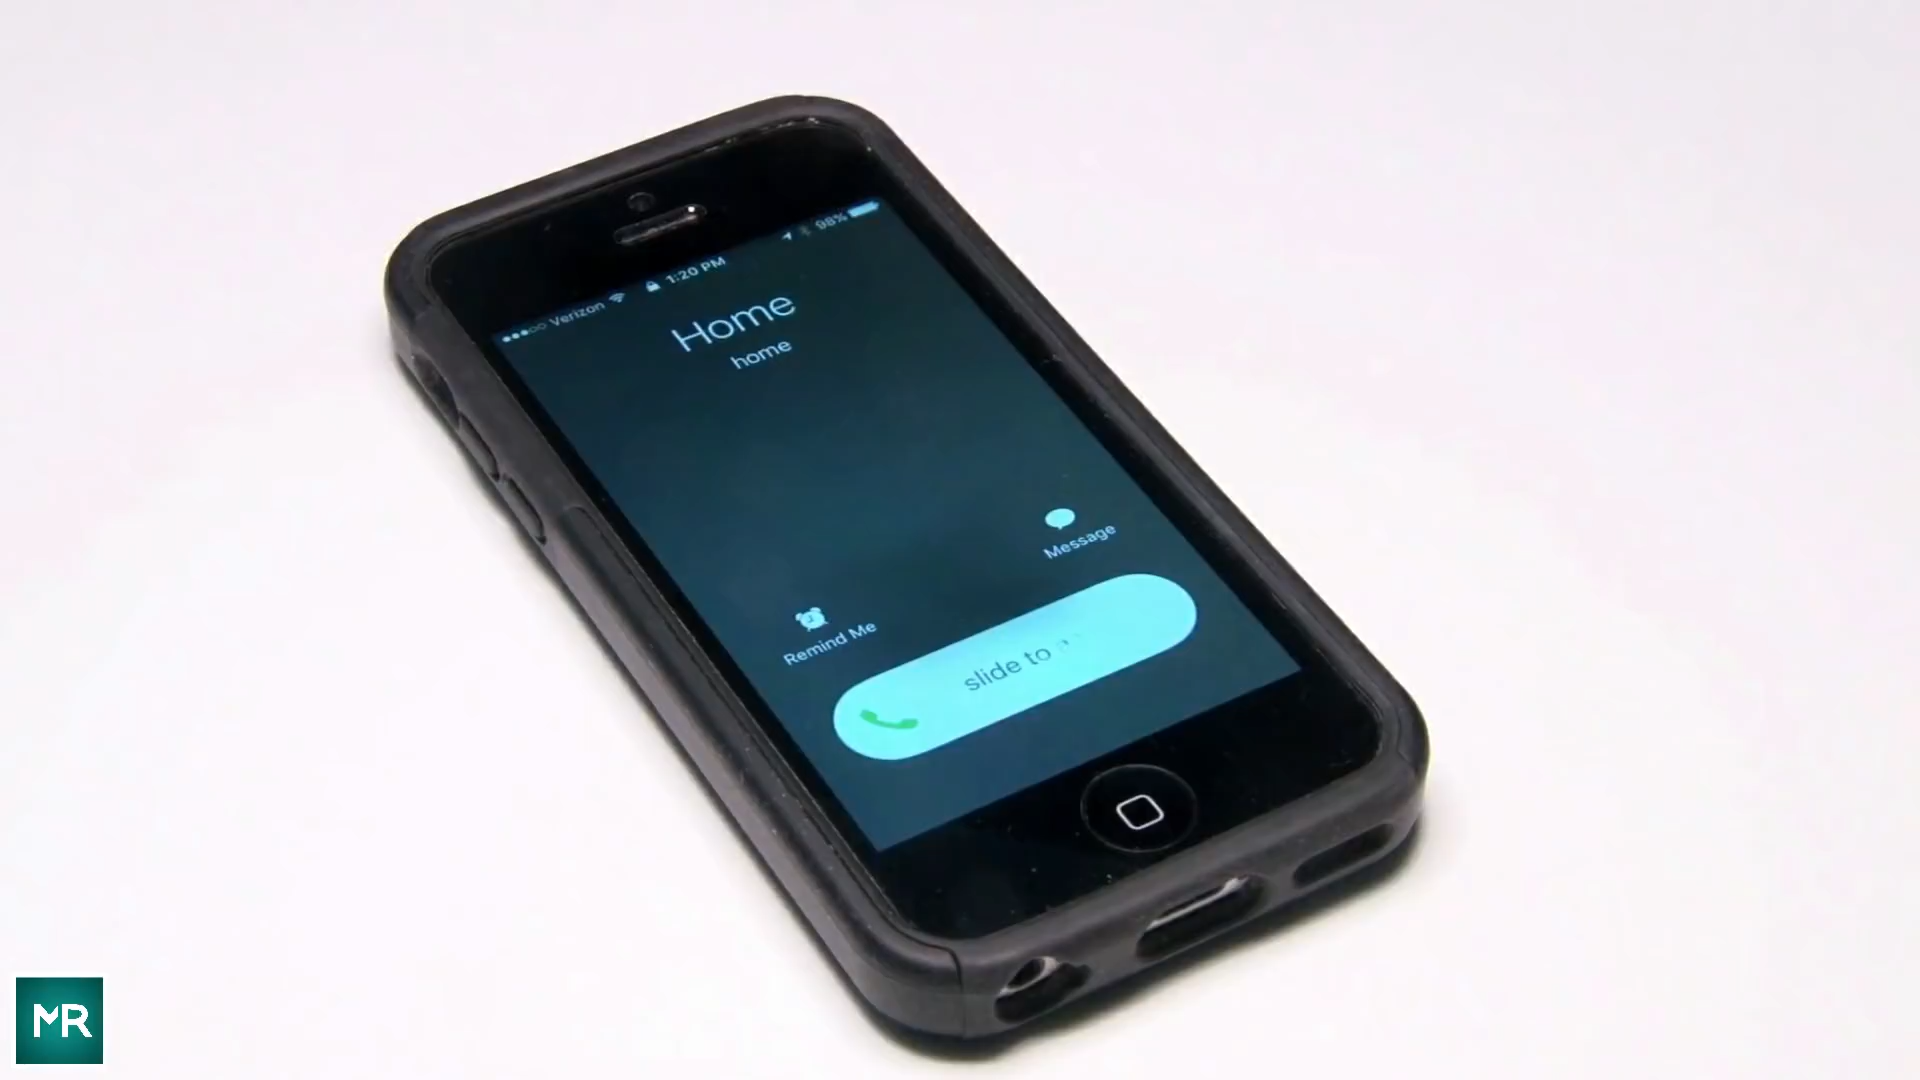 Verizon 1:20 PM 98%
Home
home
Message
Remind Me
slide to
MR